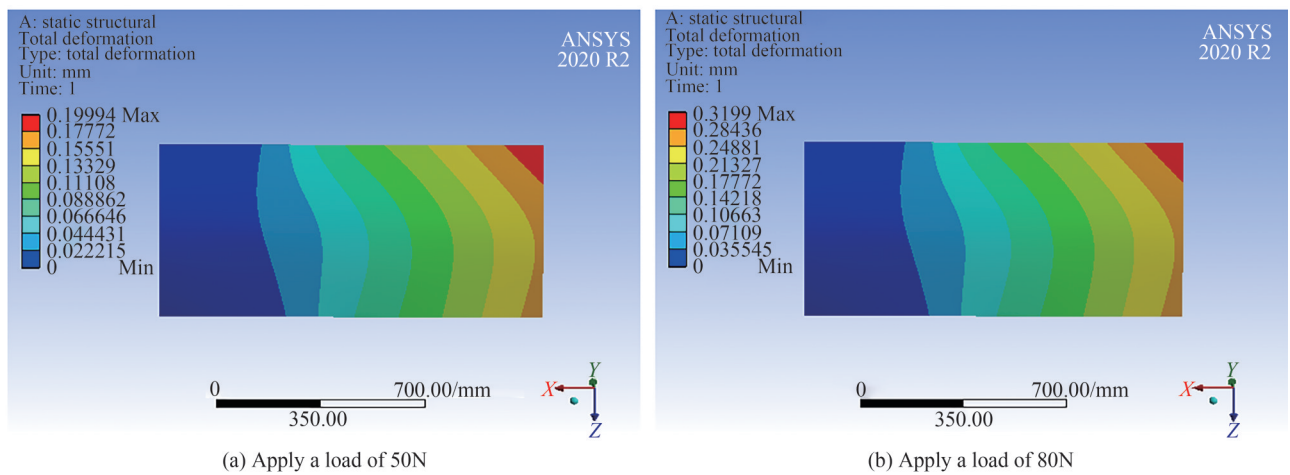 A: static structural
Total deformation
Type: total deformation
Unit: mm
Time: 1
ANSYS
2020 R2
0.19994 Max
0.17772
0.15551
0.13329
0.11108
0.088862
0.066646
0.044431
0.022215
0 Min
0 700.00/mm
350.00
X
Y
Z
(a) Apply a load of 50N
A: static structural
Total deformation
Type: total deformation
Unit: mm
Time: 1
ANSYS
2020 R2
0.3199 Max
0.28436
0.24881
0.21327
0.17772
0.14218
0.10663
0.07109
0.035545
0 Min
0 700.00/mm
350.00
X
Y
Z
(b) Apply a load of 80N